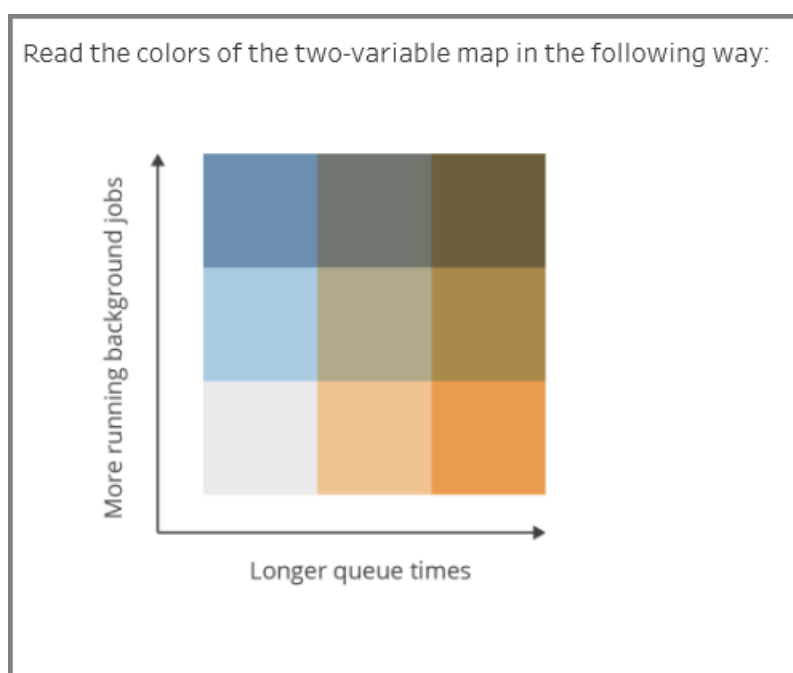 Read the colors of the two-variable map in the following way:
More running background jobs
Longer queue times